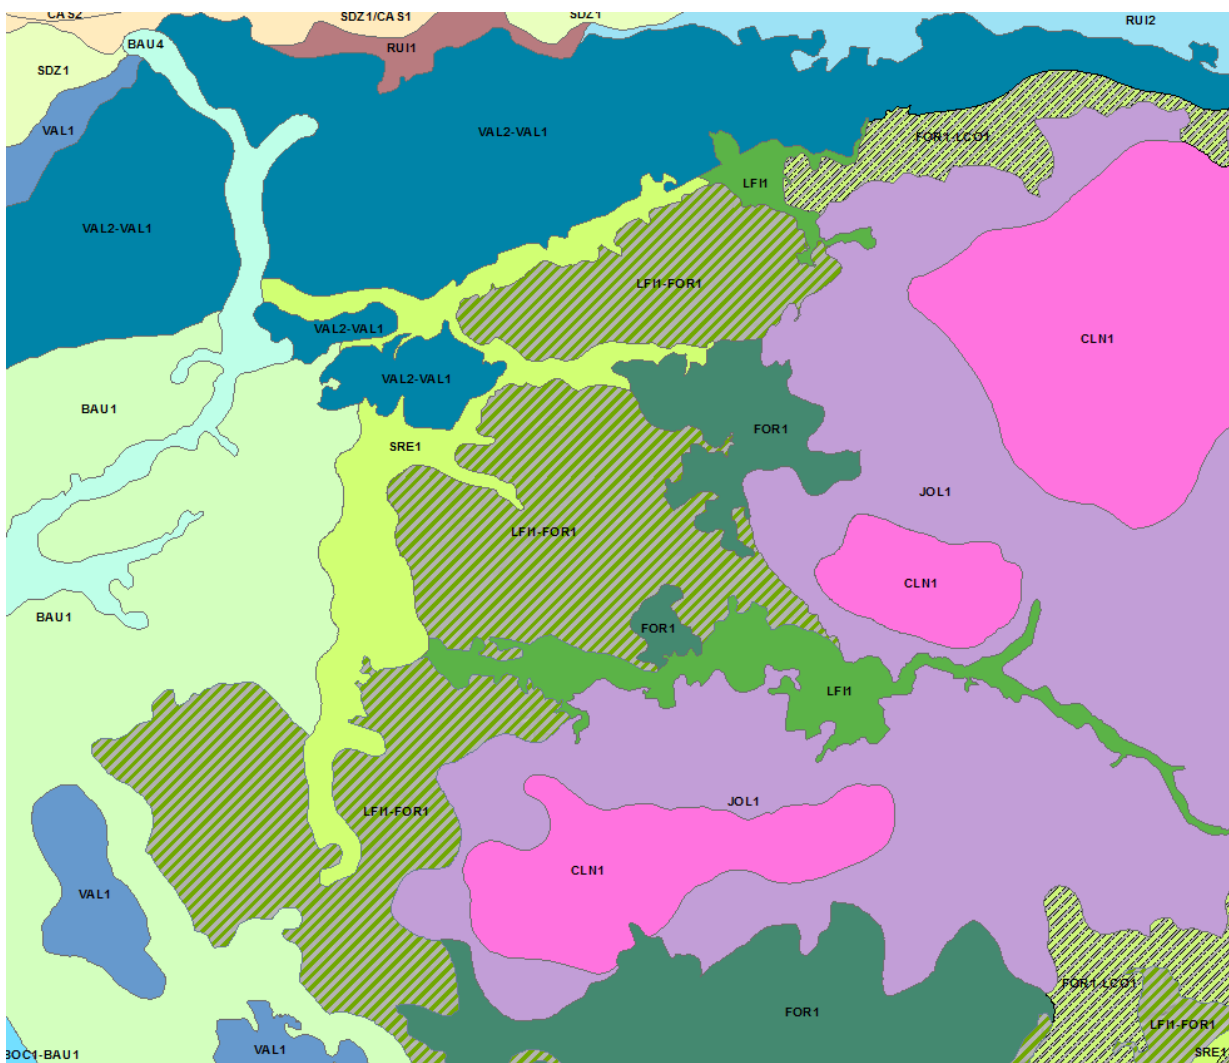 CAS2
SDZ1/CAS1
SDZ1
RUI2
BAU4
RUI1
SDZ1
VAL1
VAL2-VAL1
FOR1-LCO1
LFI1
VAL2-VAL1
LFI1-FOR1
VAL2-VAL1
CLN1
VAL2-VAL1
BAU1
FOR1
SRE1
JOL1
LFI1-FOR1
CLN1
BAU1
FOR1
LFI1
JOL1
LFI1-FOR1
CLN1
VAL1
FOR1-LCO1
FOR1
LFI1-FOR1
VAL1
BOC1-BAU1
SRE1